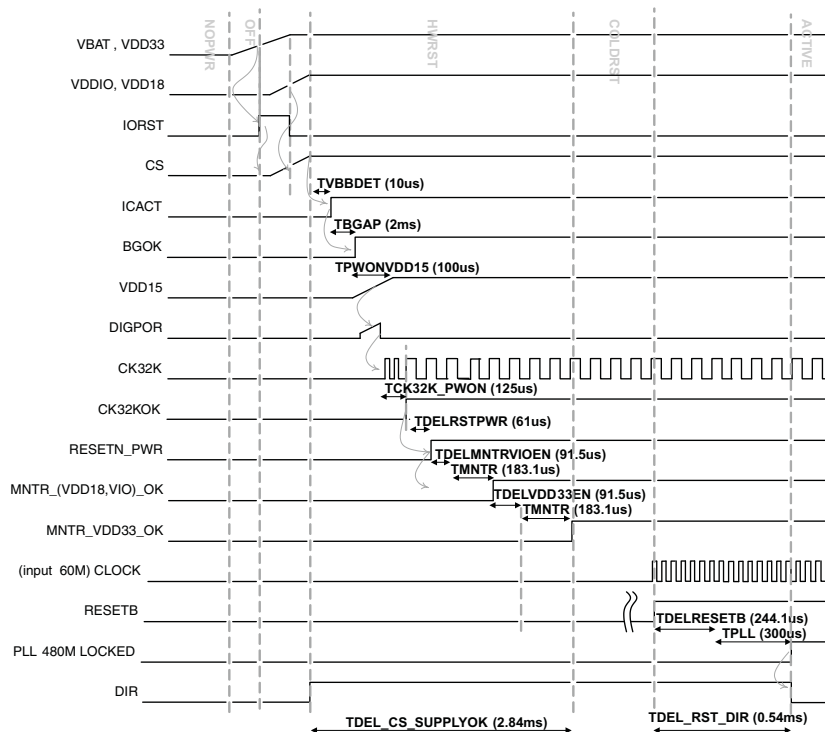 NOPWR
OFF
HWRST
COLDRST
ACTIVE
VBAT , VDD33
VDDIO, VDD18
IORST
CS
TVBBDET (10us)
ICACT
TBGAP (2ms)
BGOK
TPWONVDD15 (100us)
VDD15
DIGPOR
CK32K
TCK32K_PWON (125us)
CK32KOK
TDELRSTPWR (61us)
RESETN_PWR
TDELMNTRVIOEN (91.5us)
TMNTR (183.1us)
MNTR_(VDD18,VIO)_OK
TDELVDD33EN (91.5us)
TMNTR (183.1us)
MNTR_VDD33_OK
(input 60M) CLOCK
RESETB
TDELRESETB (244.1us)
TPLL (300us)
PLL 480M LOCKED
DIR
TDEL_CS_SUPPLYOK (2.84ms)
TDEL_RST_DIR (0.54ms)